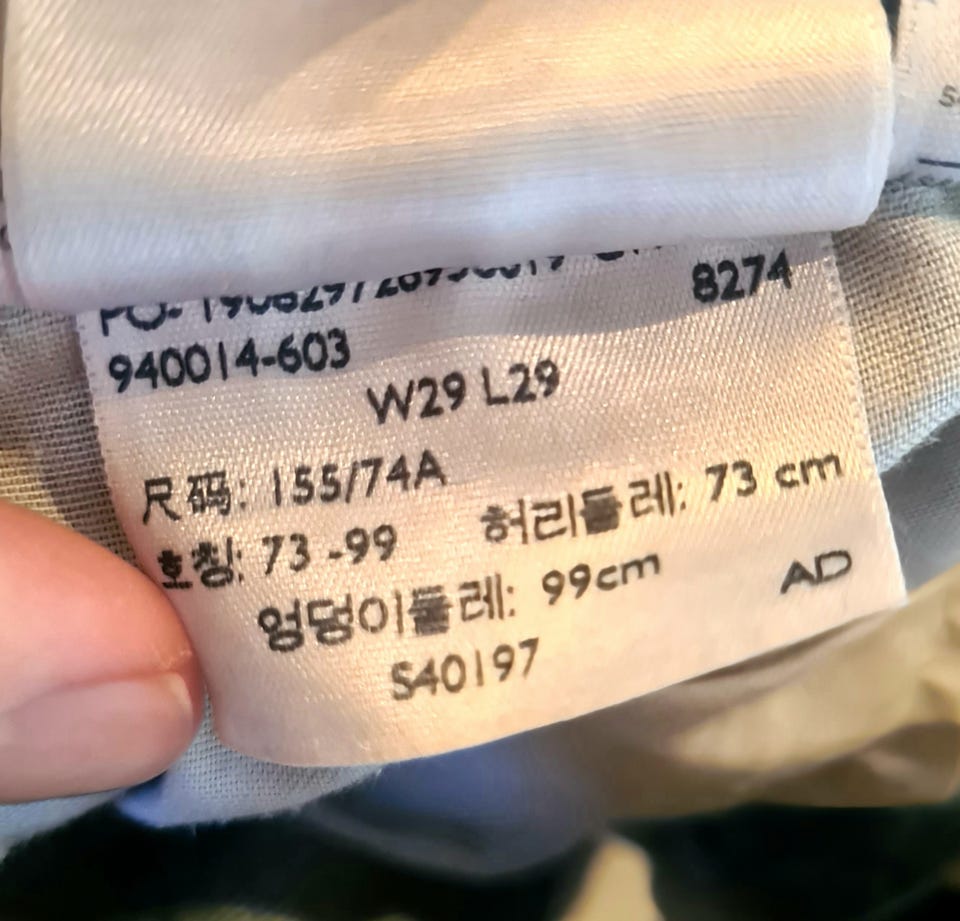 8274
940014-603
W29 L29
尺码: 155/74A
호칭: 73 -99 허리둘레: 73 cm
엉덩이둘레: 99cm AD
S40197